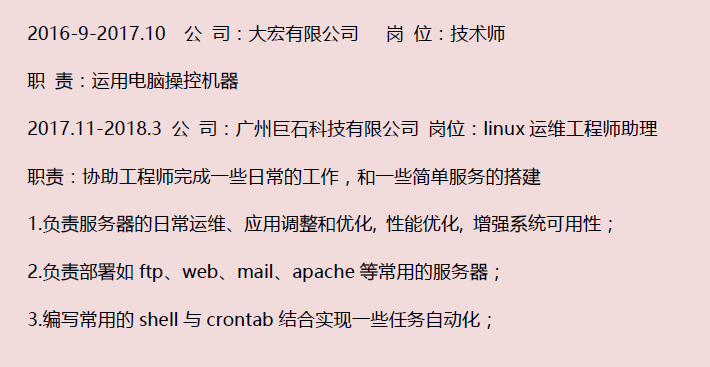 2016-9-2017.10 公 司：大宏有限公司 岗 位：技术师
职 责：运用电脑操控机器
2017.11-2018.3 公 司：广州巨石科技有限公司 岗位：linux 运维工程师助理
职责：协助工程师完成一些日常的工作，和一些简单服务的搭建
1.负责服务器的日常运维、应用调整和优化, 性能优化, 增强系统可用性；
2.负责部署如 ftp、web、mail、apache 等常用的服务器；
3.编写常用的 shell 与 crontab 结合实现一些任务自动化；